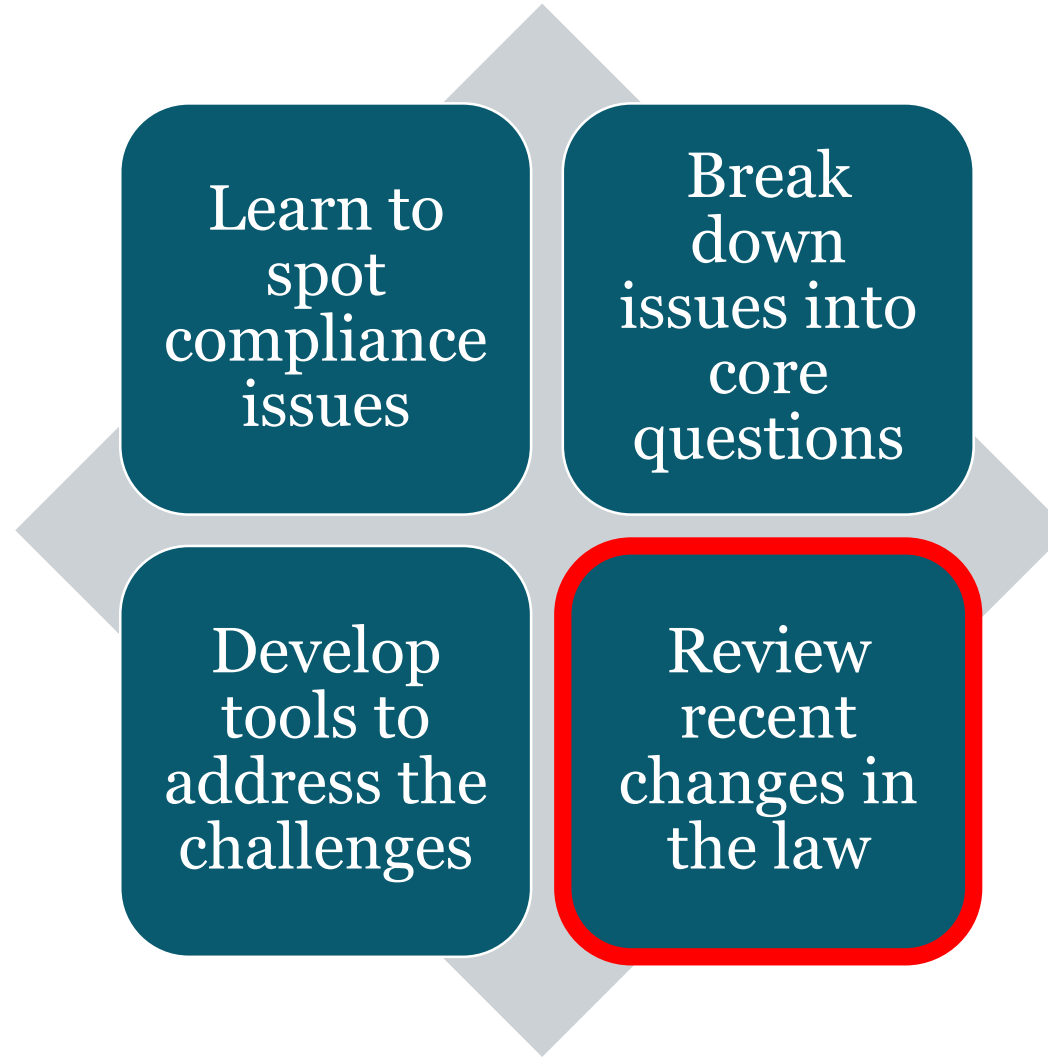 Learn to
spot
compliance
issues
Break
down
issues into
core
questions
Develop
tools to
address the
challenges
Review
recent
changes in
the law